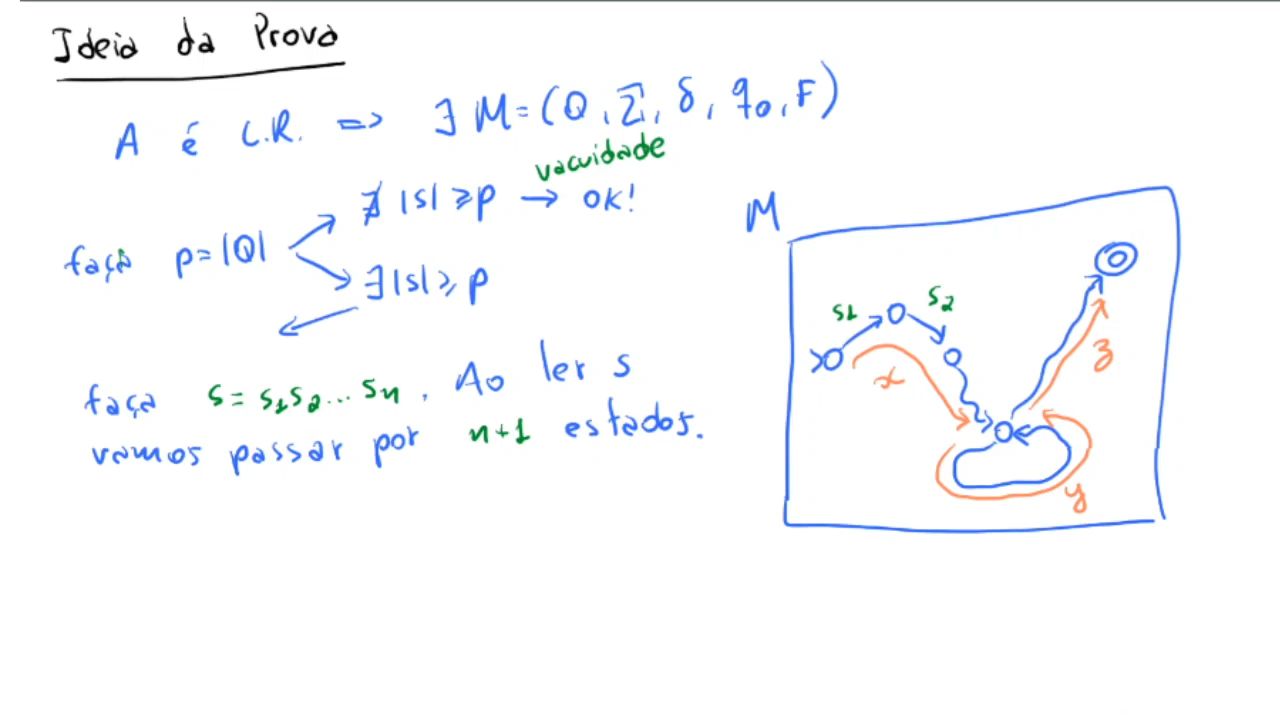 Ideia da Prova
A é L.R. => ∃ M=(Q, Σ, δ, q₀, F)
vacuidade
∄ |s| ≥ p → OK!
faça p=|Q|
∃ |s| ≥ p
faça s = s₁s₂...sₙ. Ao ler s
vamos passar por n+1 estados.
M
s₁ s₂
x z
y